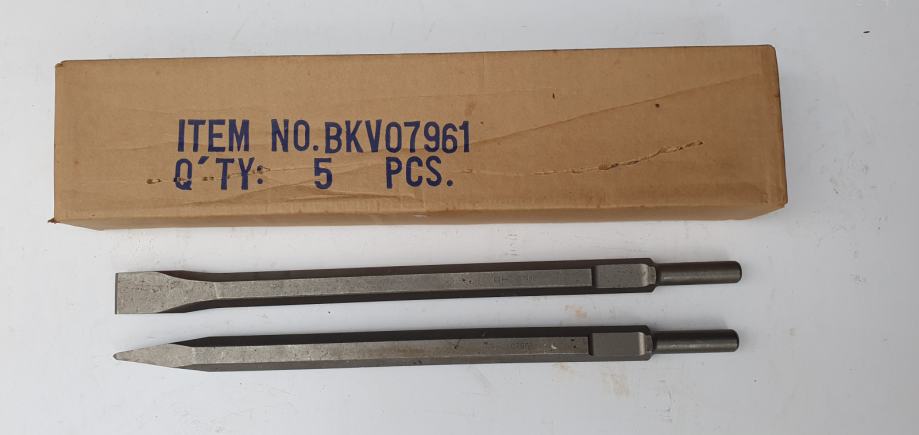 ITEM NO.BKV07961
Q'TY: 5 PCS.